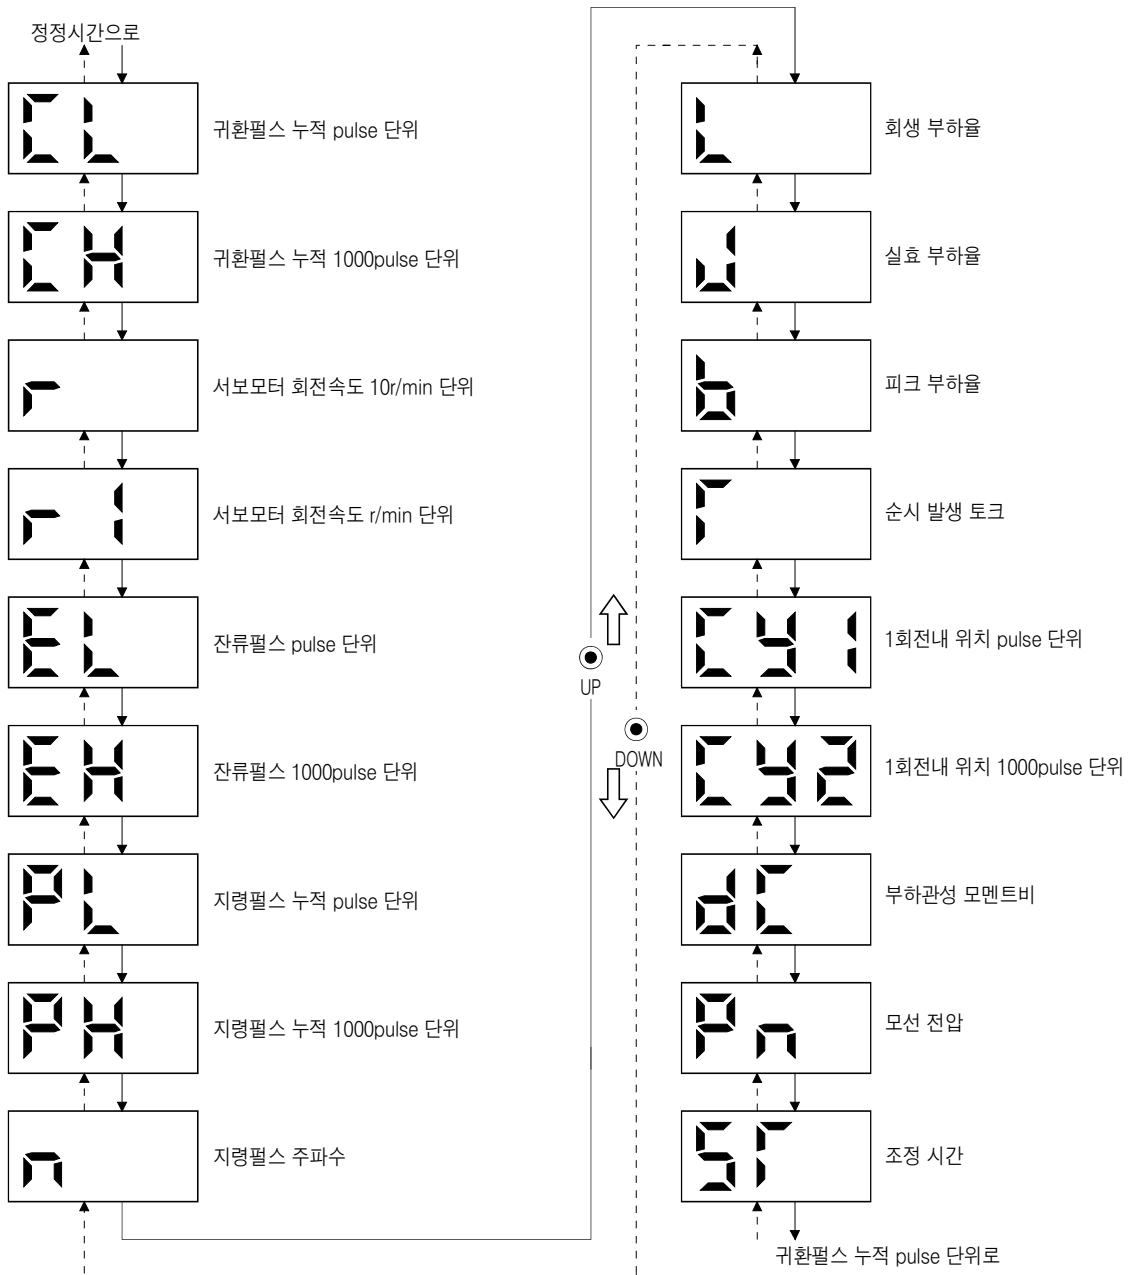 정정시간으로
CL
귀환펄스 누적 pulse 단위
CH
귀환펄스 누적 1000pulse 단위
r
서보모터 회전속도 10r/min 단위
r 1
서보모터 회전속도 r/min 단위
EL
잔류펄스 pulse 단위
EH
잔류펄스 1000pulse 단위
PL
지령펄스 누적 pulse 단위
PH
지령펄스 누적 1000pulse 단위
n
지령펄스 주파수
UP
DOWN
L
회생 부하율
J
실효 부하율
b
피크 부하율
T
순시 발생 토크
Cy1
1회전내 위치 pulse 단위
Cy2
1회전내 위치 1000pulse 단위
dC
부하관성 모멘트비
Pn
모선 전압
ST
조정 시간
귀환펄스 누적 pulse 단위로